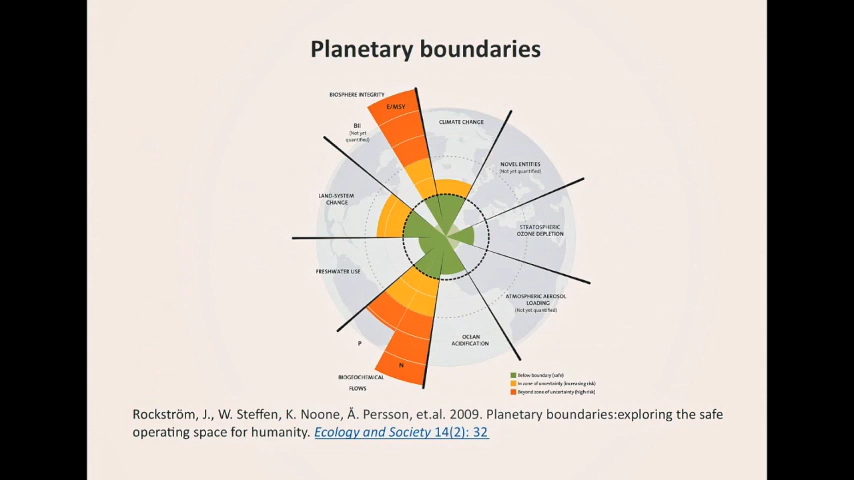 Planetary boundaries
BIOSPHERE INTEGRITY
E/MSY
CLIMATE CHANGE
BII
(Not yet
quantified)
NOVEL ENTITIES
(Not yet quantified)
LAND-SYSTEM
CHANGE
STRATOSPHERIC
OZONE DEPLETION
FRESHWATER USE
ATMOSPHERIC AEROSOL
LOADING
(Not yet quantified)
P
OCEAN
ACIDIFICATION
N
BIOGEOCHEMICAL
FLOWS
Below boundary (safe)
In zone of uncertainty (increasing risk)
Beyond zone of uncertainty (high risk)
Rockström, J., W. Steffen, K. Noone, Å. Persson, et.al. 2009. Planetary boundaries:exploring the safe
operating space for humanity. Ecology and Society 14(2): 32